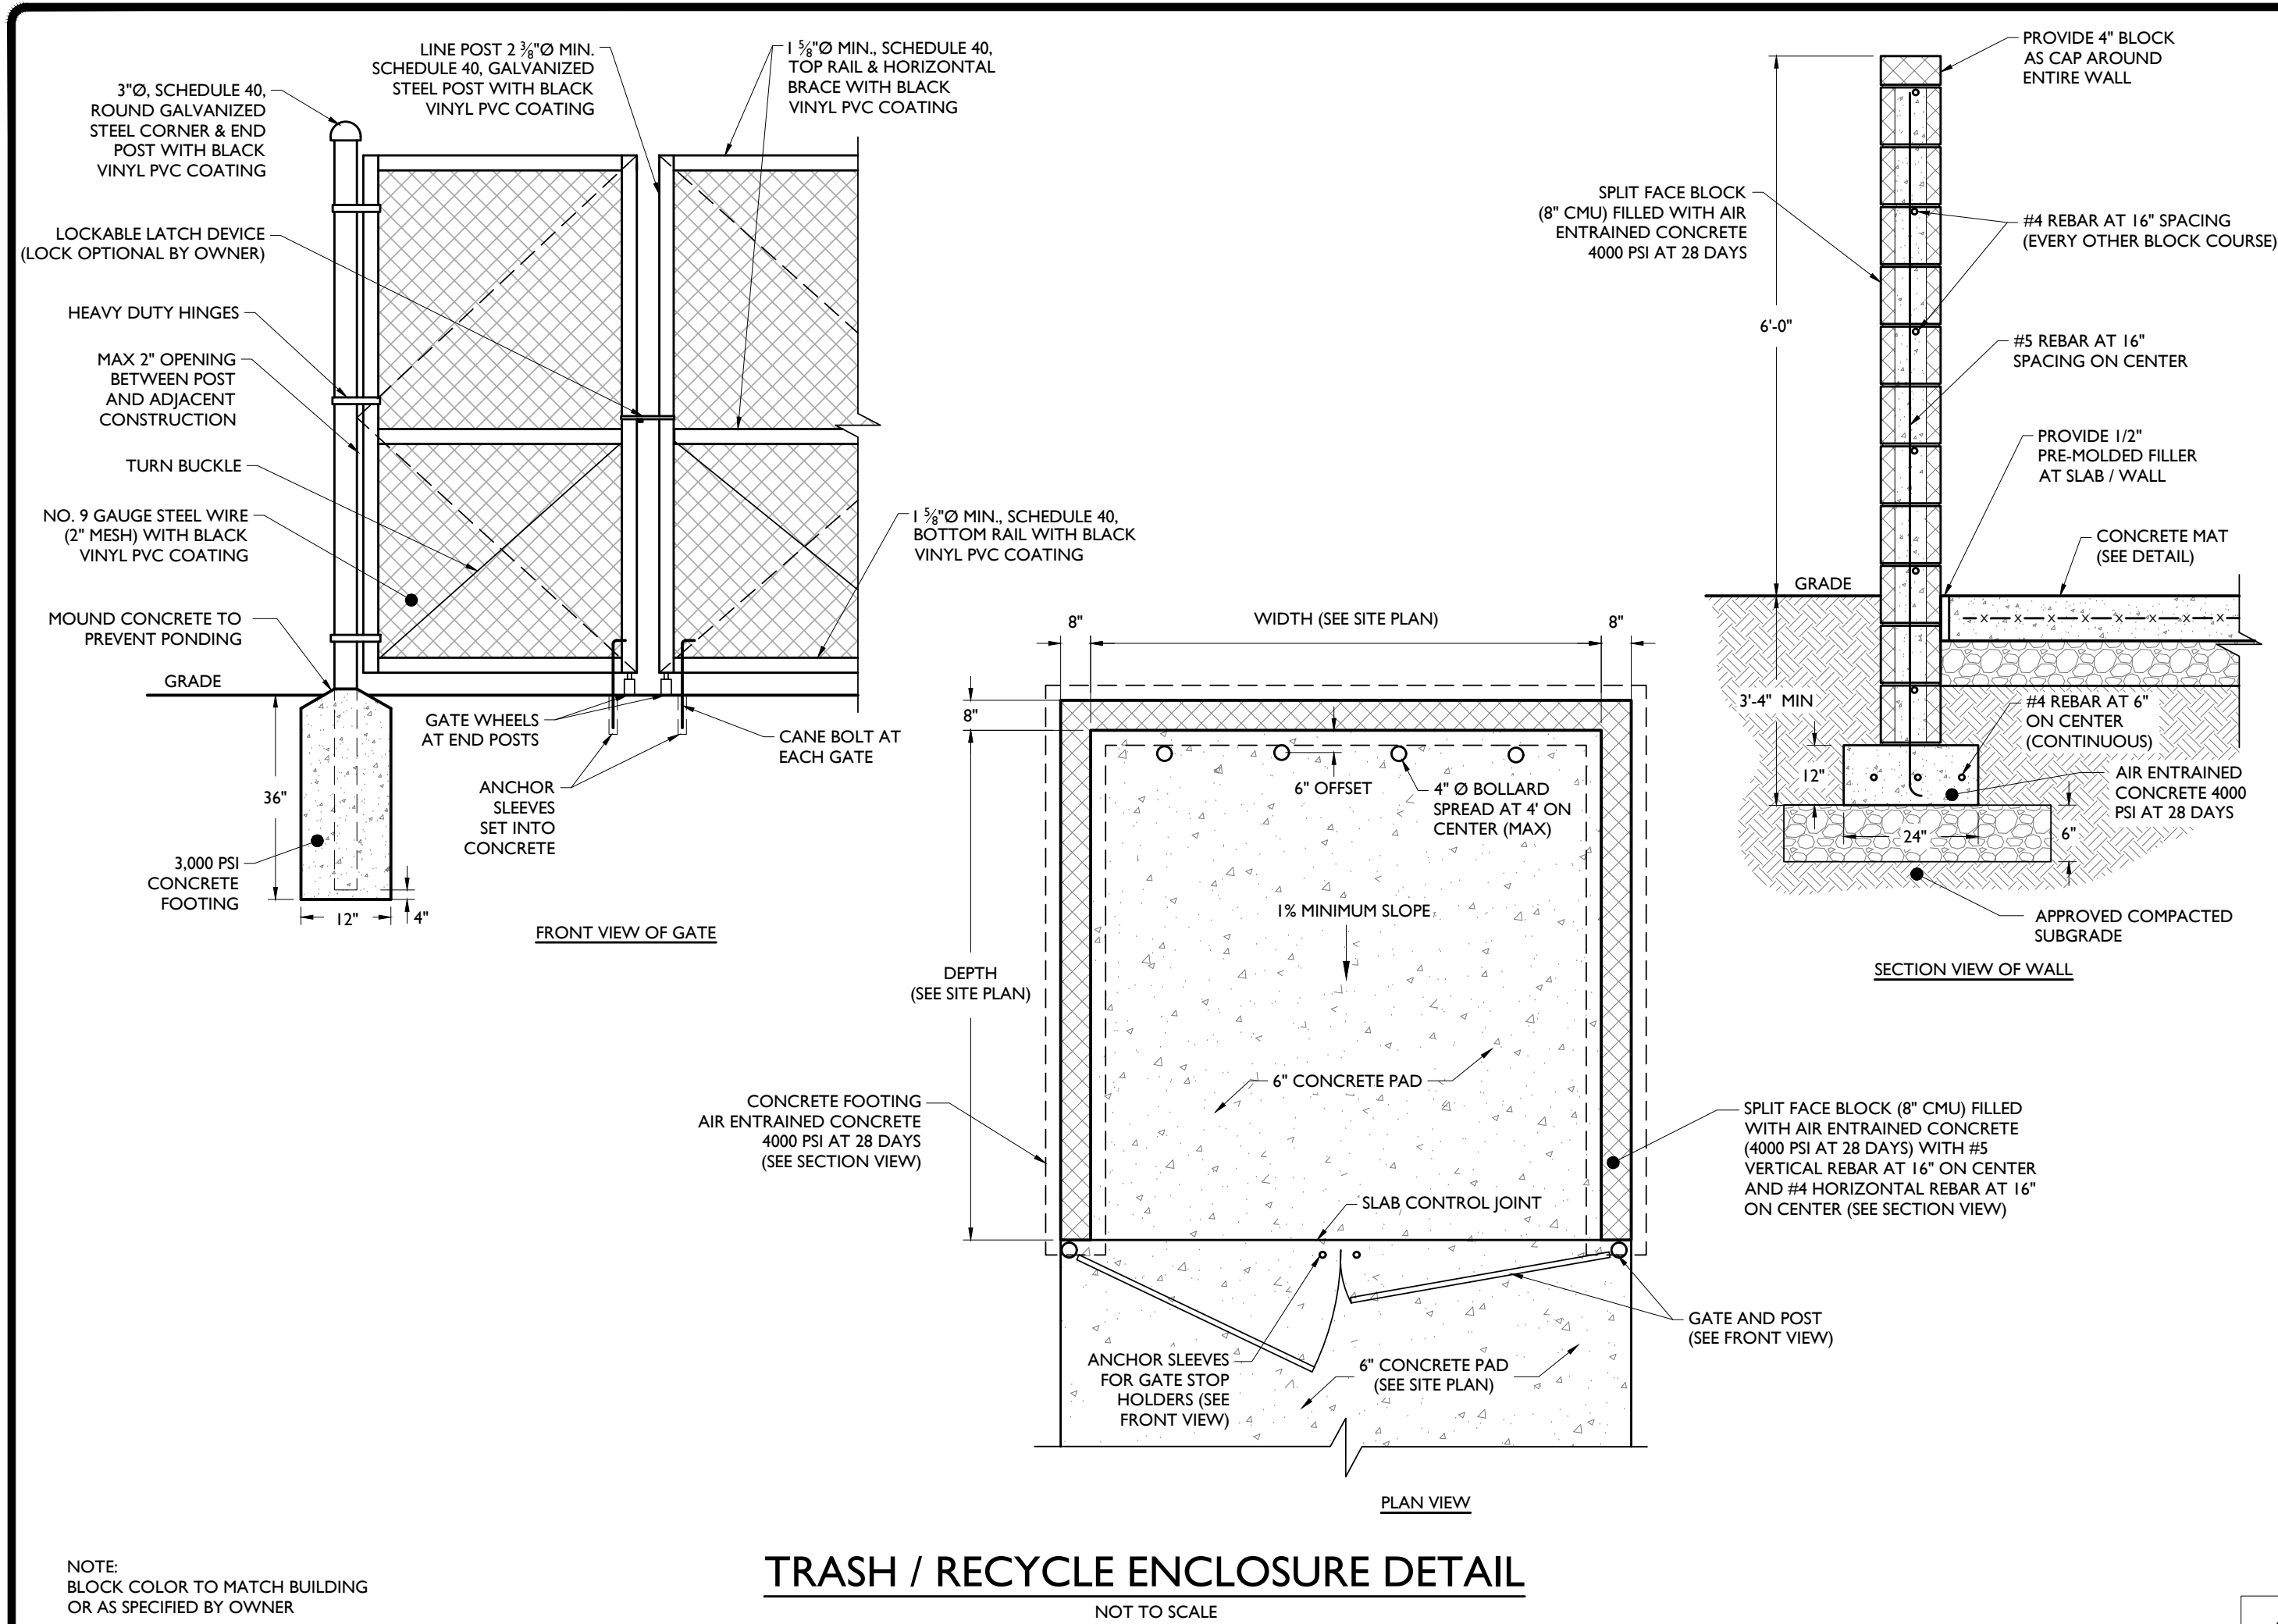 3"Ø, SCHEDULE 40,
ROUND GALVANIZED
STEEL CORNER & END
POST WITH BLACK
VINYL PVC COATING
LINE POST 2 ⅜"Ø MIN.
SCHEDULE 40, GALVANIZED
STEEL POST WITH BLACK
VINYL PVC COATING
1 ⅝"Ø MIN., SCHEDULE 40,
TOP RAIL & HORIZONTAL
BRACE WITH BLACK
VINYL PVC COATING
LOCKABLE LATCH DEVICE
(LOCK OPTIONAL BY OWNER)
HEAVY DUTY HINGES
MAX 2" OPENING
BETWEEN POST
AND ADJACENT
CONSTRUCTION
TURN BUCKLE
NO. 9 GAUGE STEEL WIRE
(2" MESH) WITH BLACK
VINYL PVC COATING
1 ⅝"Ø MIN., SCHEDULE 40,
BOTTOM RAIL WITH BLACK
VINYL PVC COATING
MOUND CONCRETE TO
PREVENT PONDING
GRADE
GATE WHEELS
AT END POSTS
CANE BOLT AT
EACH GATE
ANCHOR
SLEEVES
SET INTO
CONCRETE
36"
3,000 PSI
CONCRETE
FOOTING
12"
4"
FRONT VIEW OF GATE
PROVIDE 4" BLOCK
AS CAP AROUND
ENTIRE WALL
SPLIT FACE BLOCK
(8" CMU) FILLED WITH AIR
ENTRAINED CONCRETE
4000 PSI AT 28 DAYS
#4 REBAR AT 16" SPACING
(EVERY OTHER BLOCK COURSE)
6'-0"
#5 REBAR AT 16"
SPACING ON CENTER
PROVIDE 1/2"
PRE-MOLDED FILLER
AT SLAB / WALL
CONCRETE MAT
(SEE DETAIL)
GRADE
3'-4" MIN
#4 REBAR AT 6"
ON CENTER
(CONTINUOUS)
12"
AIR ENTRAINED
CONCRETE 4000
PSI AT 28 DAYS
24"
6"
APPROVED COMPACTED
SUBGRADE
SECTION VIEW OF WALL
8"
WIDTH (SEE SITE PLAN)
8"
8"
6" OFFSET
4" Ø BOLLARD
SPREAD AT 4' ON
CENTER (MAX)
1% MINIMUM SLOPE
DEPTH
(SEE SITE PLAN)
6" CONCRETE PAD
CONCRETE FOOTING
AIR ENTRAINED CONCRETE
4000 PSI AT 28 DAYS
(SEE SECTION VIEW)
SPLIT FACE BLOCK (8" CMU) FILLED
WITH AIR ENTRAINED CONCRETE
(4000 PSI AT 28 DAYS) WITH #5
VERTICAL REBAR AT 16" ON CENTER
AND #4 HORIZONTAL REBAR AT 16"
ON CENTER (SEE SECTION VIEW)
SLAB CONTROL JOINT
GATE AND POST
(SEE FRONT VIEW)
ANCHOR SLEEVES
FOR GATE STOP
HOLDERS (SEE
FRONT VIEW)
6" CONCRETE PAD
(SEE SITE PLAN)
PLAN VIEW
NOTE:
BLOCK COLOR TO MATCH BUILDING
OR AS SPECIFIED BY OWNER
TRASH / RECYCLE ENCLOSURE DETAIL
NOT TO SCALE